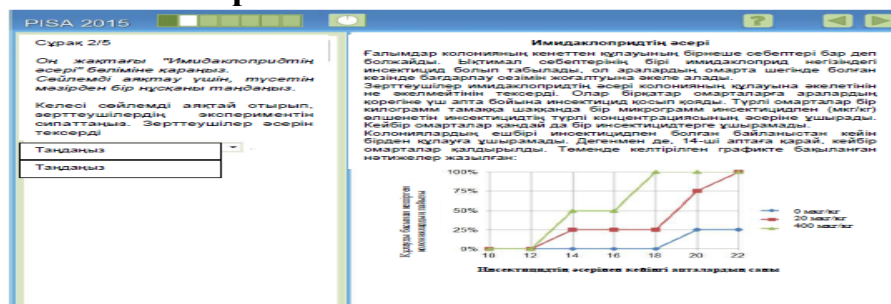 PISA 2015
?
Сұрақ 2/5
Оң жақтағы "Имидаклопридтің
әсері" бөліміне қараңыз.
Сөйлемді аяқтау үшін, түсетін
мәзірден бір нұсқаны таңдаңыз.
Келесі сөйлемді аяқтай отырып,
зерттеушілердің экспериментін
сипаттаңыз. Зерттеушілер әсерін
тексерді
Таңдаңыз
Таңдаңыз
Имидаклопридтің әсері
Ғалымдар колонияның кенеттен құлауының бірнеше себептері бар деп
болжайды. Ықтимал себептерінің бірі имидаклоприд негізіндегі
инсектицид болып табылады, ол аралардың омарта шегінде болған
кезінде бағдарлау сезімін жоғалтуына әкеле алады.
Зерттеушілер имидаклопридтің әсері колонияның құлауына әкелетінін
не әкелмейтінін тексерді. Олар бірқатар омарталарға аралардың
қорегіне үш апта бойына инсектицид қосып қояды. Түрлі омарталар бір
килограмм тамаққа шаққанда бір микрограмм инсектицидпен (мкг/кг)
өлшенетін инсектицидтің түрлі концентрациясының әсеріне ұшырады.
Кейбір омарталар қандай да бір инсектицидтерге ұшырамады.
Колониялардың ешбірі инсектицидпен болған байланыстан кейін
бірден құлауға ұшырамады. Дегенмен де, 14-ші аптаға қарай, кейбір
омарталар қалдырылды. Төменде келтірілген графикте бақыланған
нәтижелер жазылған:
100%
75%
50%
25%
0%
10 12 14 16 18 20 22
0 мкг/кг
20 мкг/кг
400 мкг/кг
Инсектицидтің әсерінен кейінгі апталардың саны